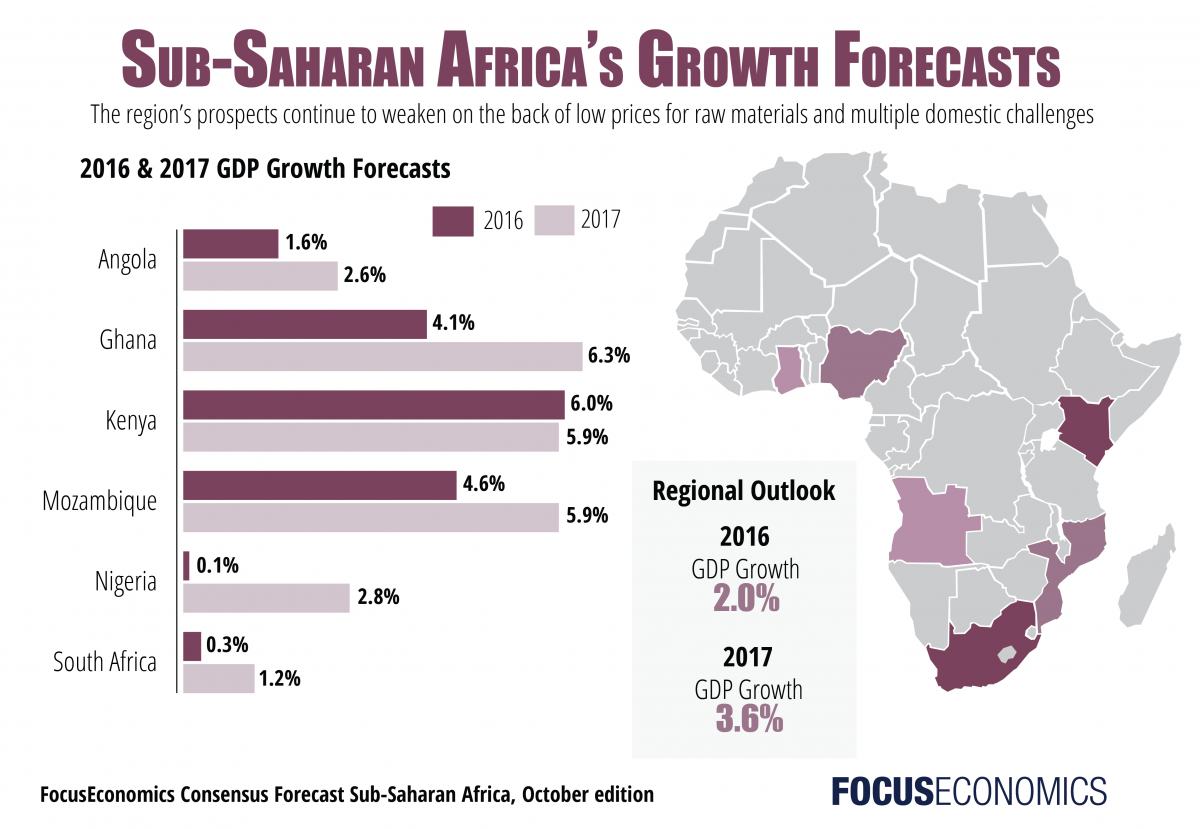 SUB-SAHARAN AFRICA'S GROWTH FORECASTS
The region's prospects continue to weaken on the back of low prices for raw materials and multiple domestic challenges
2016 & 2017 GDP Growth Forecasts
2016
2017
Angola
1.6%
2.6%
Ghana
4.1%
6.3%
Kenya
6.0%
5.9%
Mozambique
4.6%
5.9%
Nigeria
0.1%
2.8%
South Africa
0.3%
1.2%
Regional Outlook
2016
GDP Growth
2.0%
2017
GDP Growth
3.6%
FocusEconomics Consensus Forecast Sub-Saharan Africa, October edition
FOCUSECONOMICS